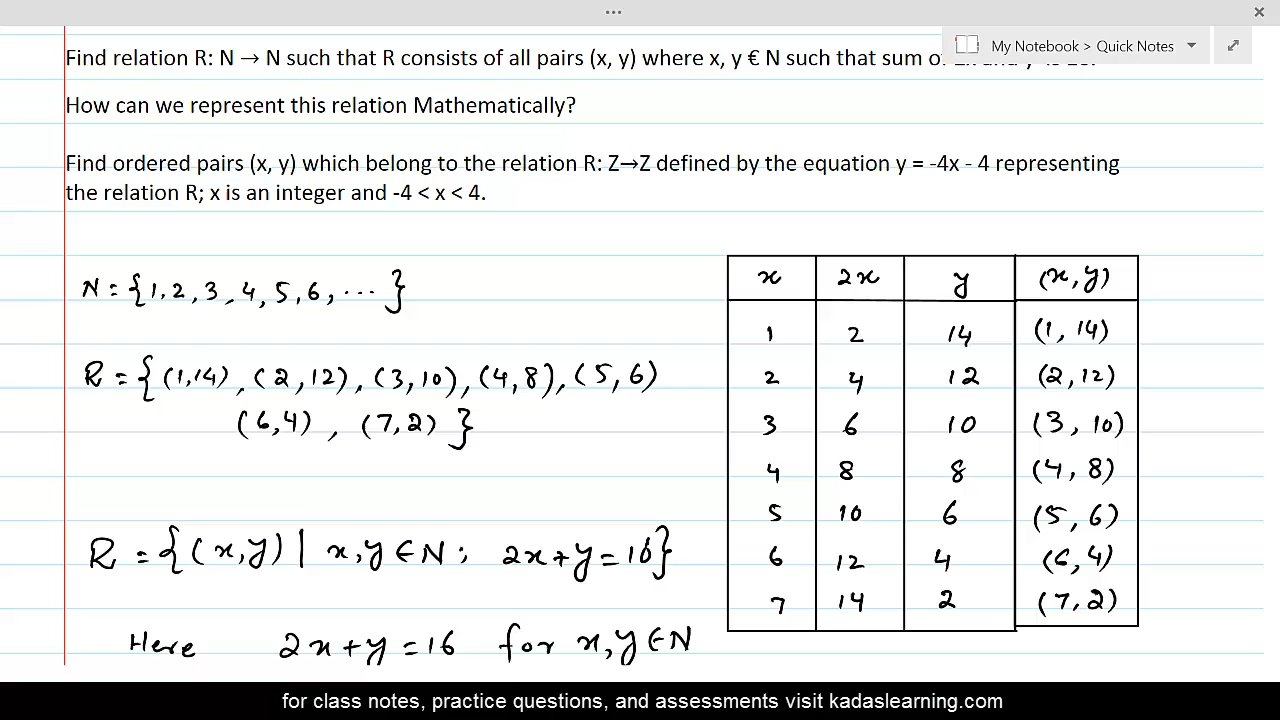 ...
My Notebook > Quick Notes
Find relation R: N → N such that R consists of all pairs (x, y) where x, y € N such that sum
How can we represent this relation Mathematically?
Find ordered pairs (x, y) which belong to the relation R: Z→Z defined by the equation y = -4x - 4 representing
the relation R; x is an integer and -4 < x < 4.
N = {1, 2, 3, 4, 5, 6, ... }
R = {(1,14), (2,12), (3,10), (4,8), (5,6)
(6,4), (7,2) }
R = {(x,y) | x,y ∈ N; 2x+y=16}
Here 2x+y=16 for x,y ∈ N
x 2x y (x,y)
1 2 14 (1, 14)
2 4 12 (2,12)
3 6 10 (3, 10)
4 8 8 (4, 8)
5 10 6 (5, 6)
6 12 4 (6,4)
7 14 2 (7,2)
for class notes, practice questions, and assessments visit kadaslearning.com